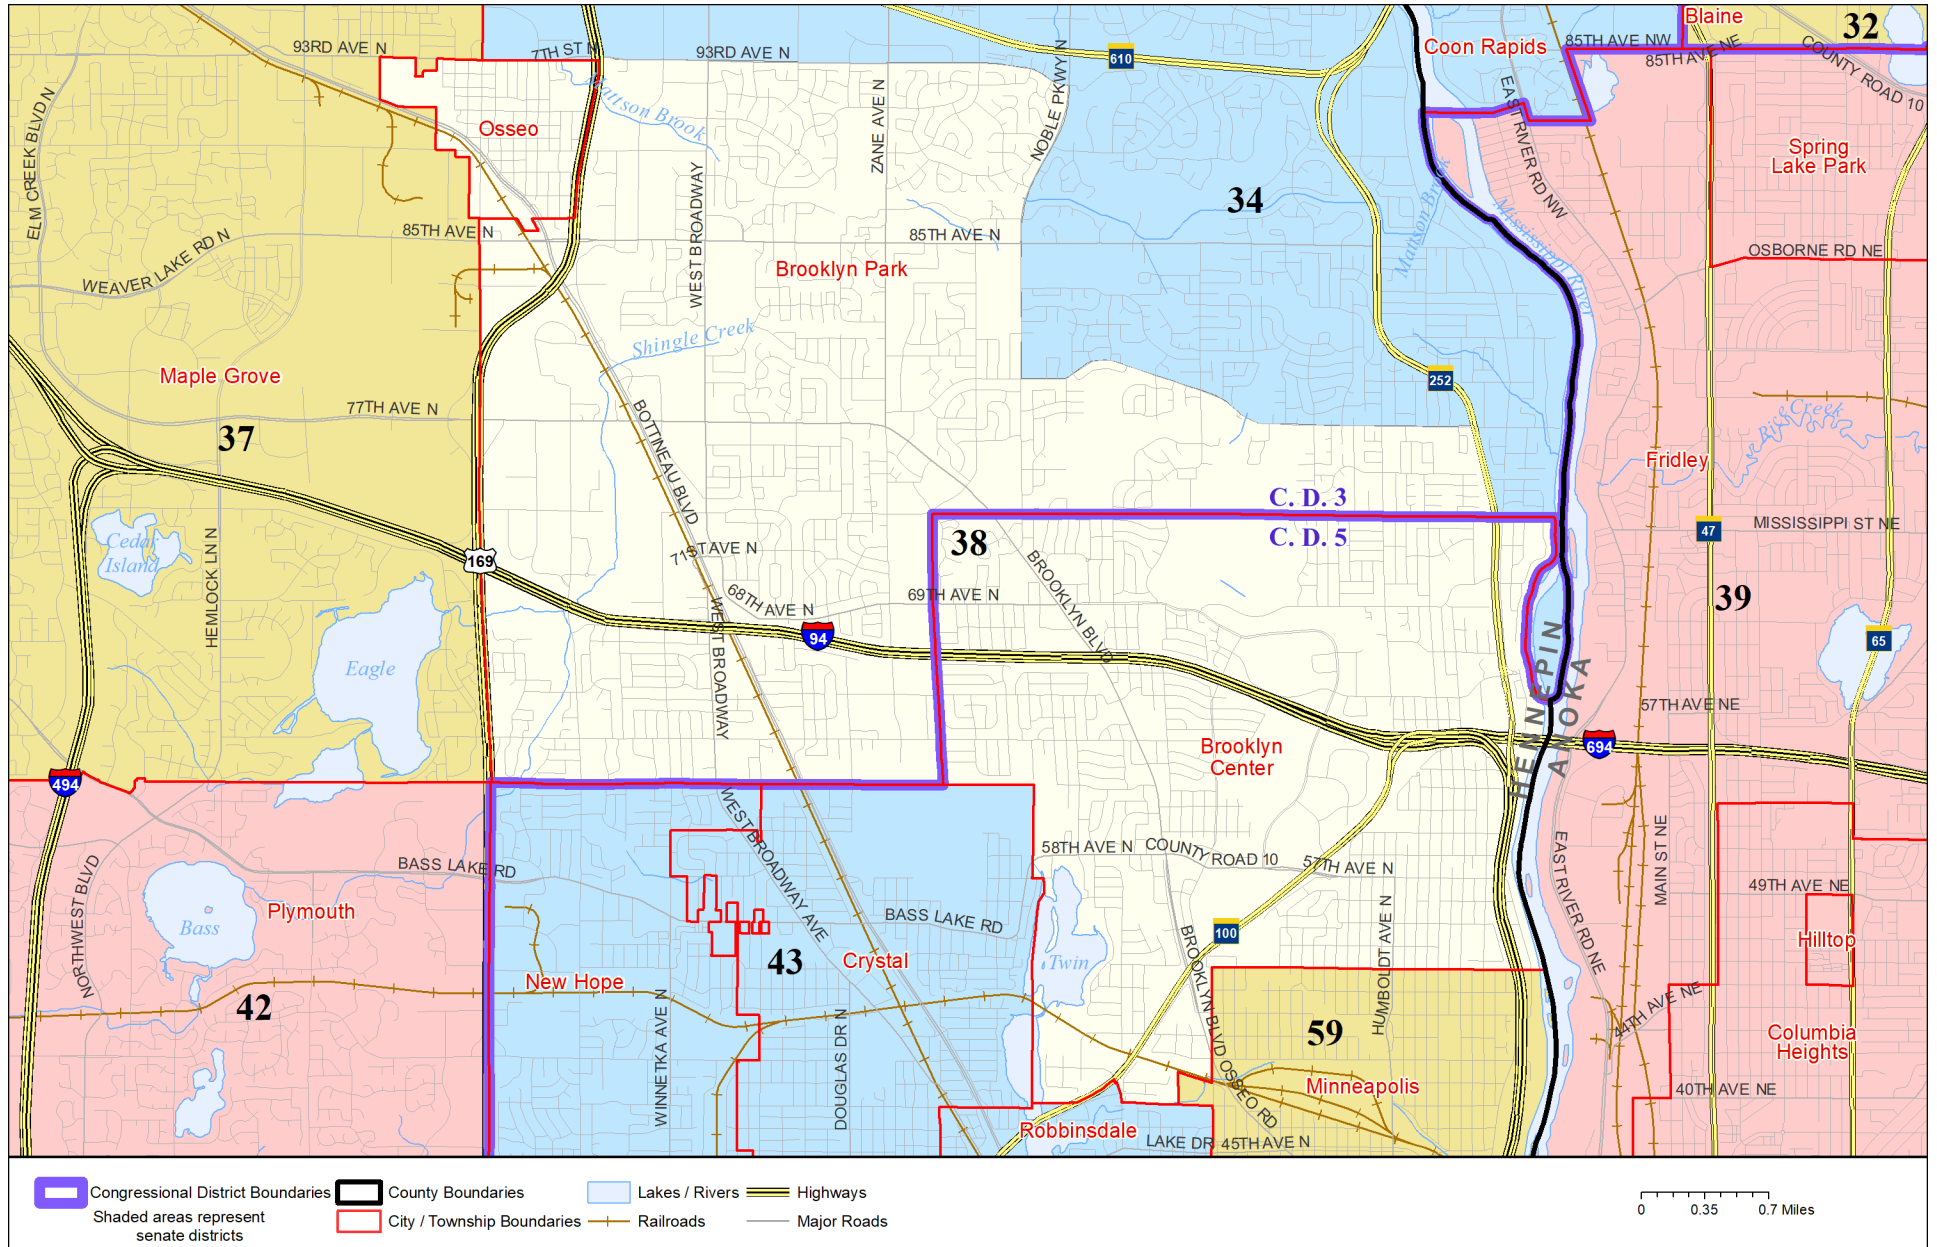 Blaine
32
93RD AVE N
7TH ST N
93RD AVE N
610
Coon Rapids
85TH AVE NW
85TH AVE NE
COUNTY ROAD 10
ELM CREEK BLVD N
Osseo
Mattson Brook
ZANE AVE N
NOBLE PKWY N
EAST RIVER RD NW
Spring
Lake Park
WEST BROADWAY
34
Mattson Brook
Mississippi River
WEAVER LAKE RD N
85TH AVE N
85TH AVE N
OSBORNE RD NE
Brooklyn Park
Shingle Creek
Maple Grove
252
77TH AVE N
37
BOTTINEAU BLVD
Rice Creek
Fridley
C. D. 3
C. D. 5
38
47
MISSISSIPPI ST NE
Cedar
Island
HEMLOCK LN N
169
71ST AVE N
68TH AVE N
69TH AVE N
BROOKLYN BLVD
39
94
WEST BROADWAY
65
Eagle
HENNEPIN
ANOKA
57TH AVE NE
Brooklyn
Center
694
494
WEST BROADWAY AVE
58TH AVE N
COUNTY ROAD 10
57TH AVE N
BASS LAKE RD
EAST RIVER RD NE
MAIN ST NE
49TH AVE NE
NORTHWEST BLVD
Plymouth
Bass
BASS LAKE RD
100
HUMBOLDT AVE N
Hilltop
43
Crystal
Twin
BROOKLYN BLVD
New Hope
42
WINNETKA AVE N
DOUGLAS DR N
59
44TH AVE NE
Columbia
Heights
OSSEO RD
Minneapolis
40TH AVE NE
Robbinsdale
LAKE DR
45TH AVE N
Congressional District Boundaries
County Boundaries
Lakes / Rivers
Highways
Shaded areas represent
senate districts
City / Township Boundaries
Railroads
Major Roads
0 0.35 0.7 Miles